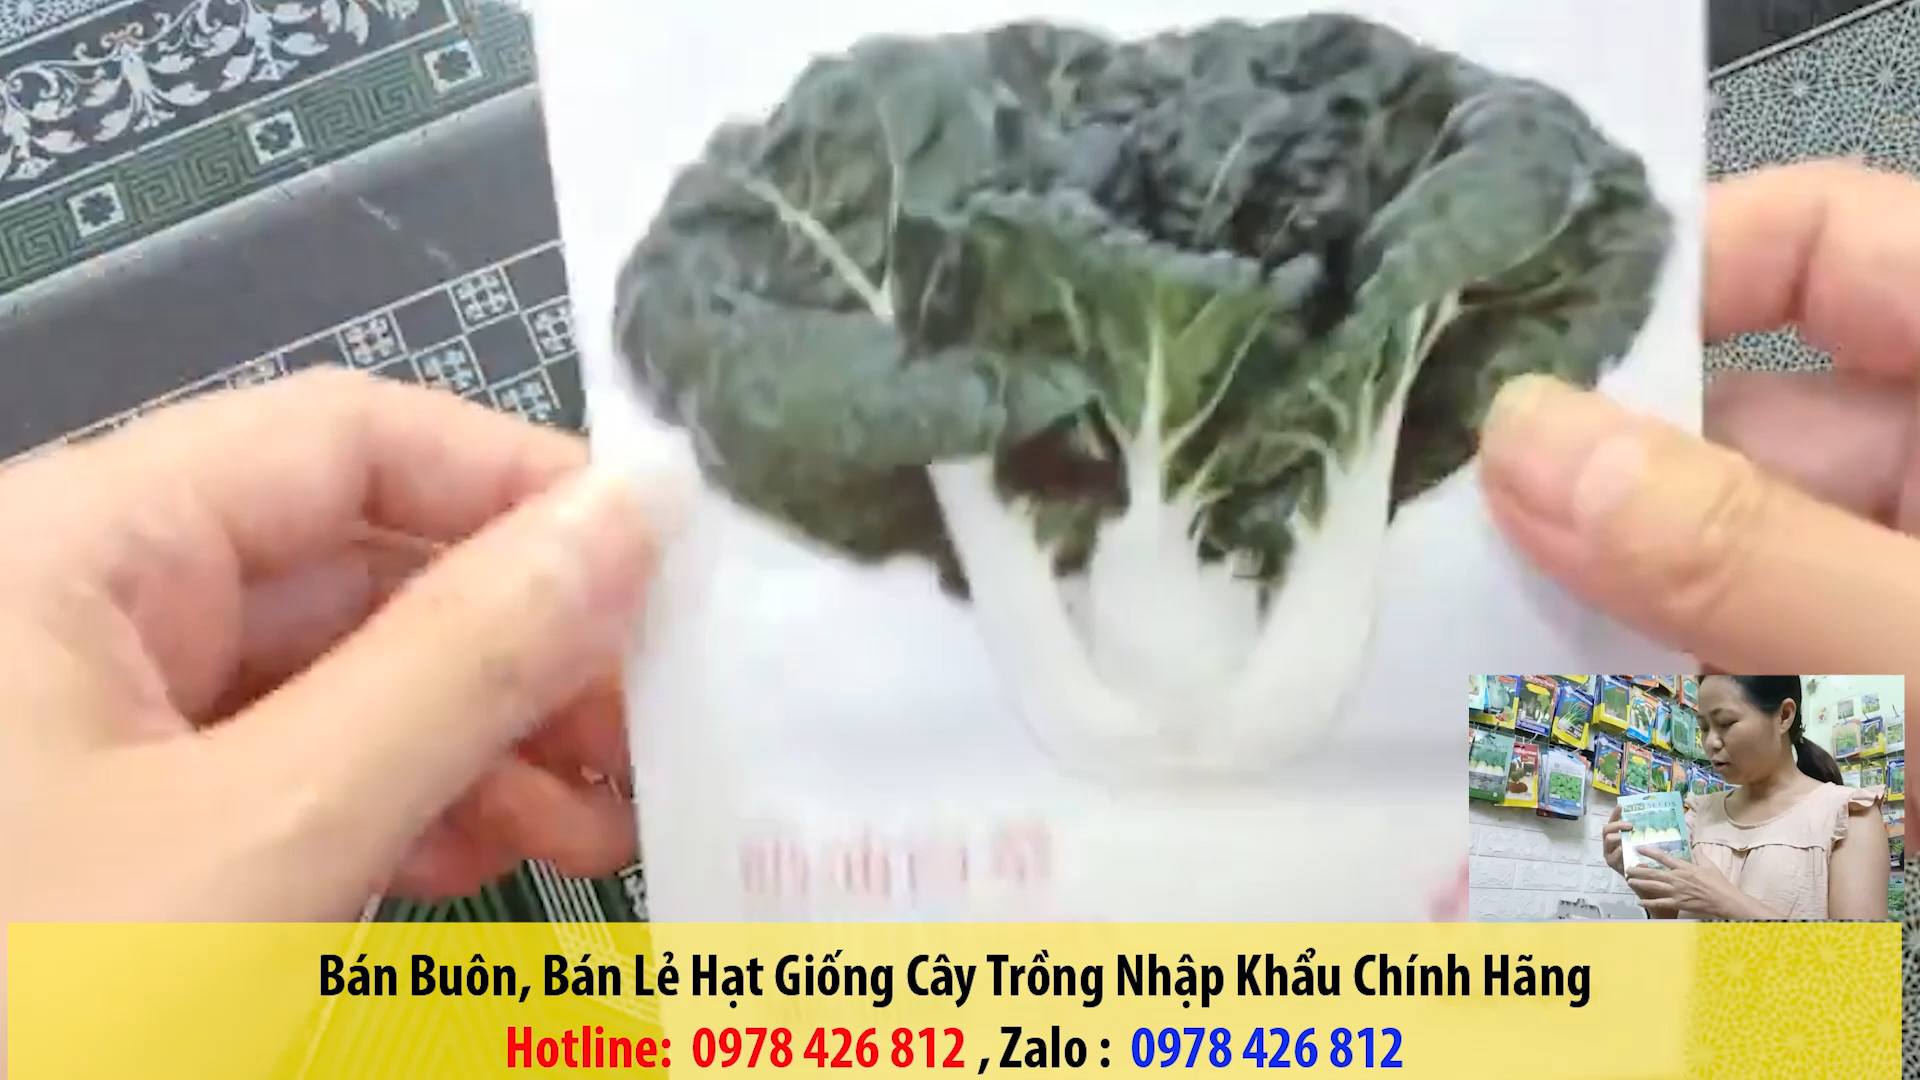 SEEDS
Bán Buôn, Bán Lẻ Hạt Giống Cây Trồng Nhập Khẩu Chính Hãng
Hotline: 0978 426 812 , Zalo : 0978 426 812